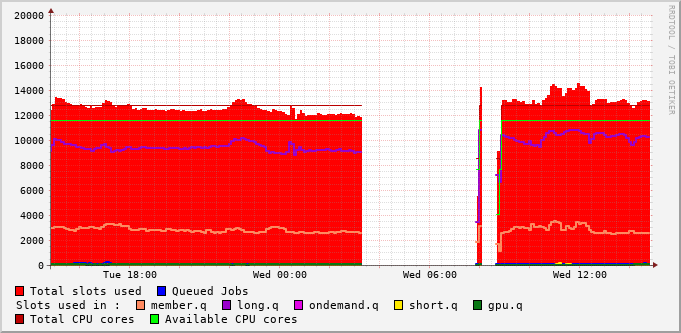 20000
18000
16000
14000
12000
10000
8000
6000
4000
2000
0
Tue 18:00 Wed 00:00 Wed 06:00 Wed 12:00
RRDTOOL / TOBI OETIKER
Total slots used Queued Jobs
Slots used in : member.q long.q ondemand.q short.q gpu.q
Total CPU cores Available CPU cores